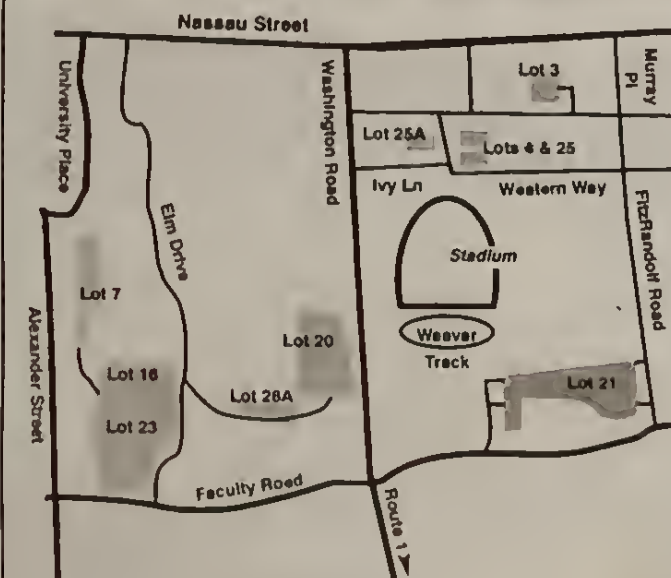 Nassau Street
University Place
Washington Road
Lot 3
Murray Pl
Lot 25A
Lots 4 & 25
Ivy Ln
Western Way
Elm Drive
Stadium
FitzRandolf Road
Lot 7
Weaver
Track
Alexander Street
Lot 20
Lot 16
Lot 21
Lot 28A
Lot 23
Faculty Road
Route 1